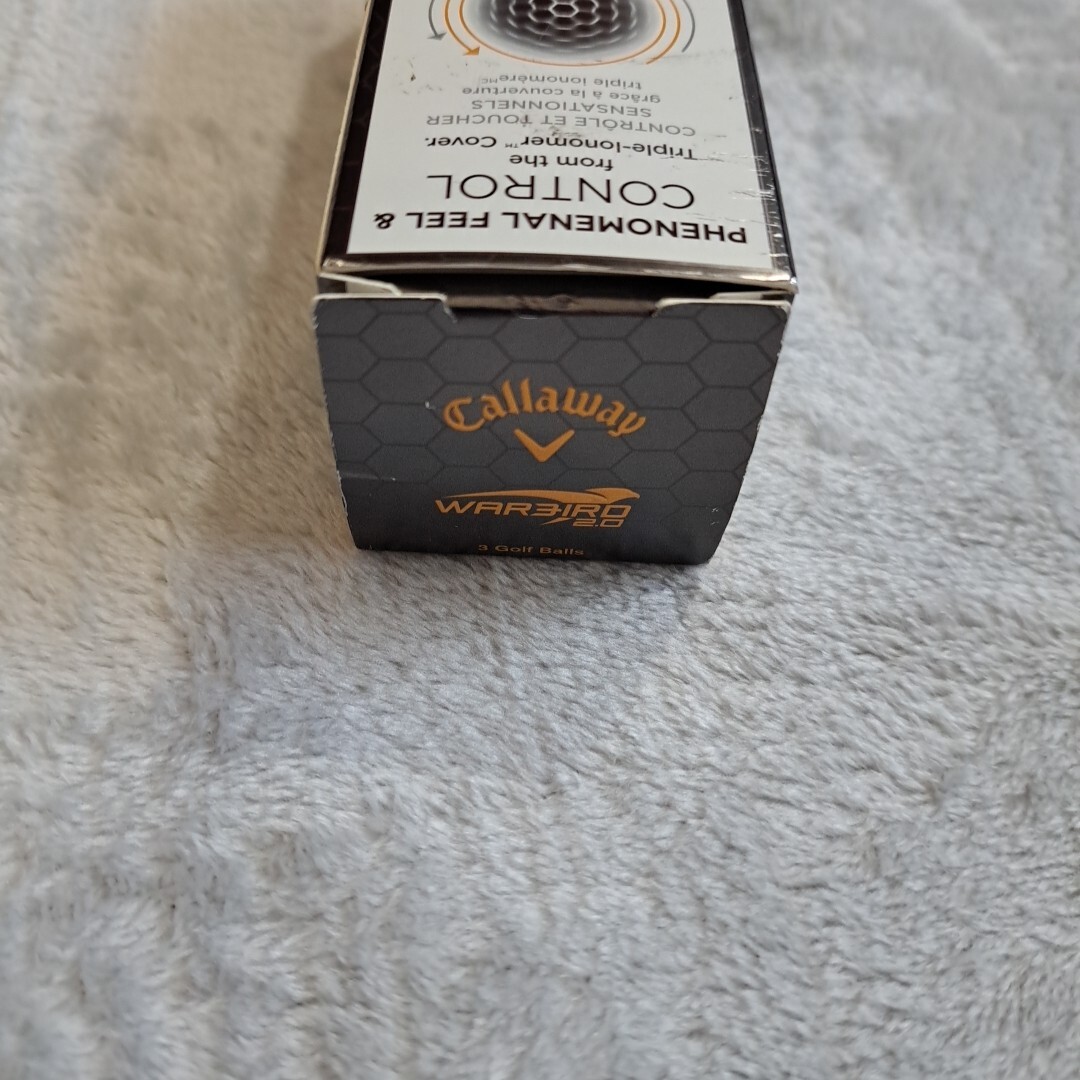 PHENOMENAL FEEL &
CONTROL
from the
Triple-Ionomer™ Cover.
CONTRÔLE ET TOUCHER
SENSATIONNELS
grâce à la couverture
triple ionomèreMC
Callaway
WARBIRD
2.0
3 Golf Balls